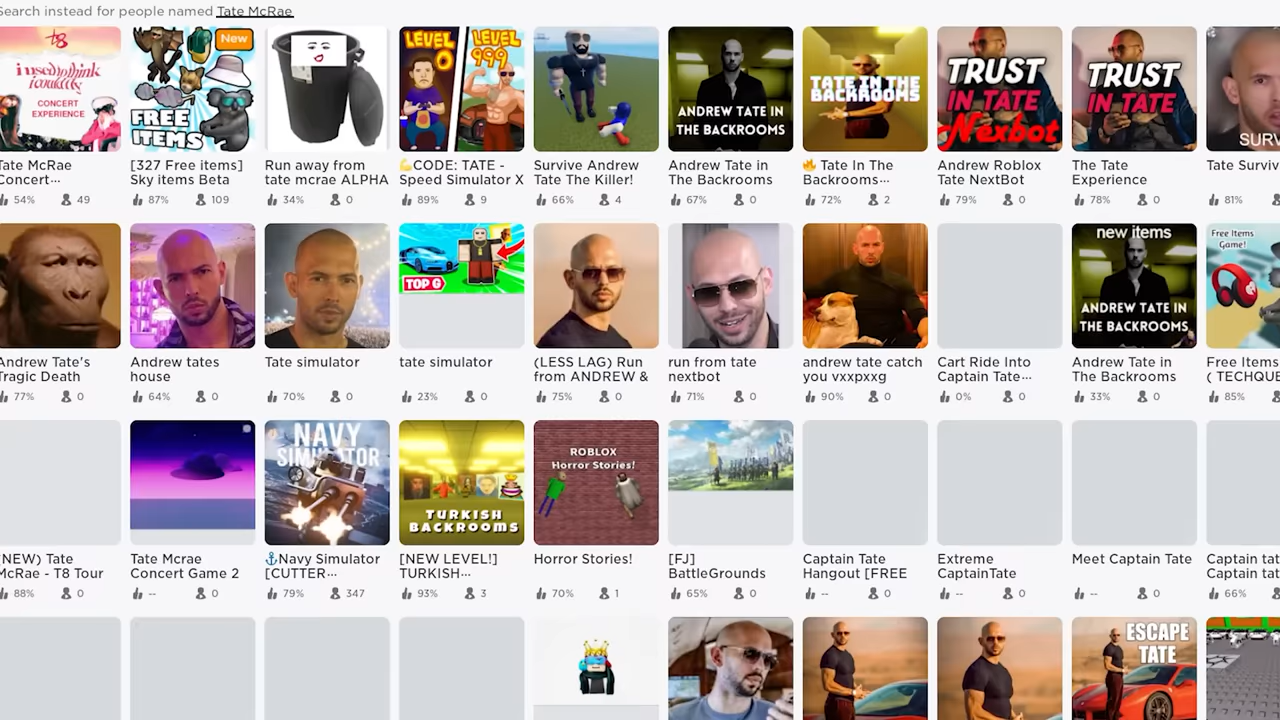 Search instead for people named Tate McRae
t8
i used to think
i could fly
CONCERT
EXPERIENCE
New
FREE
ITEMS
LEVEL
0
LEVEL
999
ANDREW TATE IN
THE BACKROOMS
TATE IN THE
BACKROOMS
TRUST
IN TATE
Nexbot
TRUST
IN TATE
SURV
Tate McRae
Concert...
[327 Free items]
Sky items Beta
Run away from
tate mcrae ALPHA
💪CODE: TATE -
Speed Simulator X
Survive Andrew
Tate The Killer!
Andrew Tate in
The Backrooms
🔥 Tate In The
Backrooms...
Andrew Roblox
Tate NextBot
The Tate
Experience
Tate Surviv
54% 49
87% 109
34% 0
89% 9
66% 4
67% 0
72% 2
79% 0
78% 0
81%
TOP G
new items
ANDREW TATE IN
THE BACKROOMS
Free Items
Game!
Andrew Tate's
Tragic Death
Andrew tates
house
Tate simulator
tate simulator
(LESS LAG) Run
from ANDREW &
run from tate
nextbot
andrew tate catch
you vxxpxxg
Cart Ride Into
Captain Tate...
Andrew Tate in
The Backrooms
Free Items
( TECHQUE
77% 0
64% 0
70% 0
23% 0
75% 0
71% 0
90% 0
0% 0
33% 0
85%
NAVY
SIMULATOR
TURKISH
BACKROOMS
ROBLOX
Horror Stories!
(NEW) Tate
McRae - T8 Tour
Tate Mcrae
Concert Game 2
⚓Navy Simulator
[CUTTER...
[NEW LEVEL!]
TURKISH...
Horror Stories!
[FJ]
BattleGrounds
Captain Tate
Hangout [FREE
Extreme
CaptainTate
Meet Captain Tate
Captain tat
Captain tat
88% 0
-- 0
79% 347
93% 3
70% 1
65% 0
-- 0
-- 0
-- 0
66%
ESCAPE
TATE